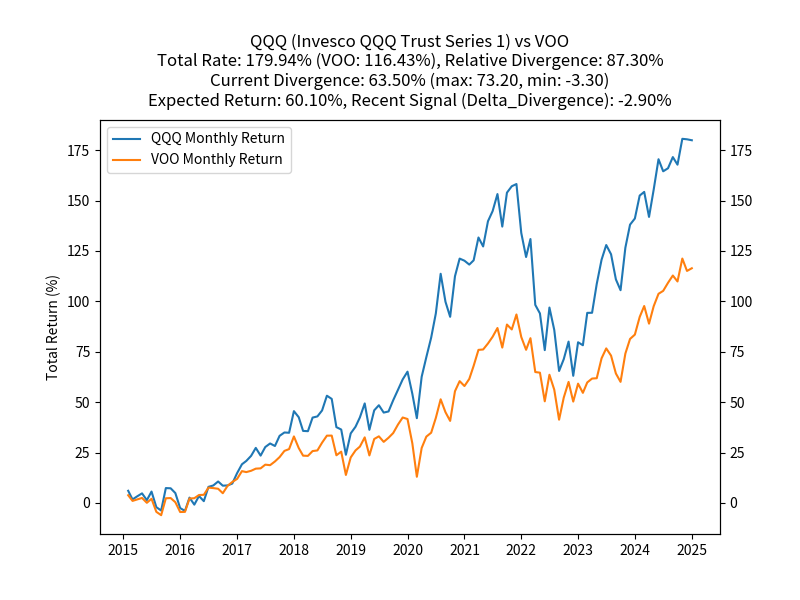 QQQ (Invesco QQQ Trust Series 1) vs VOO
Total Rate: 179.94% (VOO: 116.43%), Relative Divergence: 87.30%
Current Divergence: 63.50% (max: 73.20, min: -3.30)
Expected Return: 60.10%, Recent Signal (Delta_Divergence): -2.90%
QQQ Monthly Return
VOO Monthly Return
175 175
150 150
125 125
100 100
75 75
50 50
25 25
0 0
Total Return (%)
2015 2016 2017 2018 2019 2020 2021 2022 2023 2024 2025